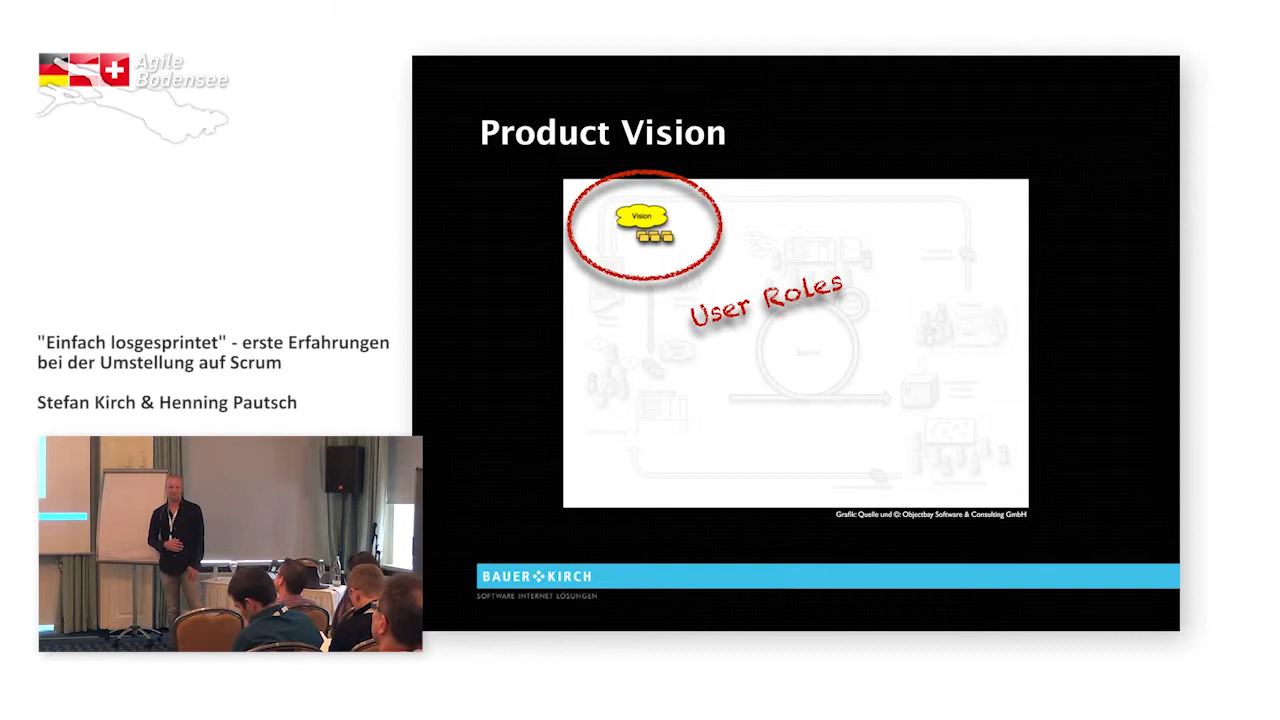 Agile
Bodensee
"Einfach losgesprintet" - erste Erfahrungen
bei der Umstellung auf Scrum
Stefan Kirch & Henning Pautsch
Product Vision
Vision
User Roles
Sprint
Grafik: Quelle und ©: Objectbay Software & Consulting GmbH
BAUER KIRCH
SOFTWARE INTERNET LÖSUNGEN